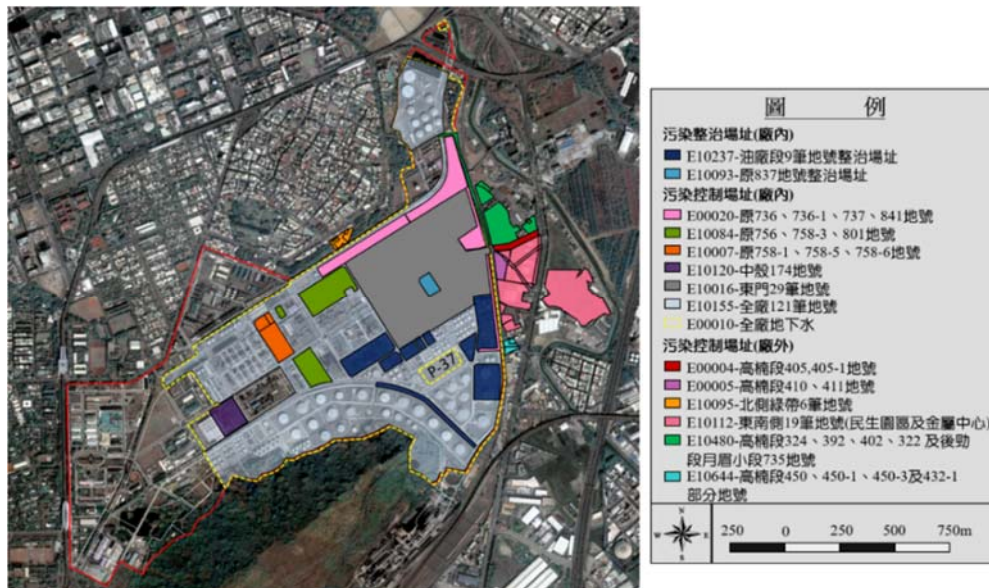 P-37
圖 例
污染整治場址(廠內)
E10237-油廠段9筆地號整治場址
E10093-原837地號整治場址
污染控制場址(廠內)
E00020-原736、736-1、737、841地號
E10084-原756、758-3、801地號
E10007-原758-1、758-5、758-6地號
E10120-中殼174地號
E10016-東門29筆地號
E10155-全廠121筆地號
E00010-全廠地下水
污染控制場址(廠外)
E00004-高楠段405,405-1地號
E00005-高楠段410、411地號
E10095-北側綠帶6筆地號
E10112-東南側19筆地號(民生園區及金屬中心)
E10480-高楠段324、392、402、322及後勁
段月眉小段735地號
E10644-高楠段450、450-1、450-3及432-1
部分地號
N
W E
S
250 0 250 500 750m